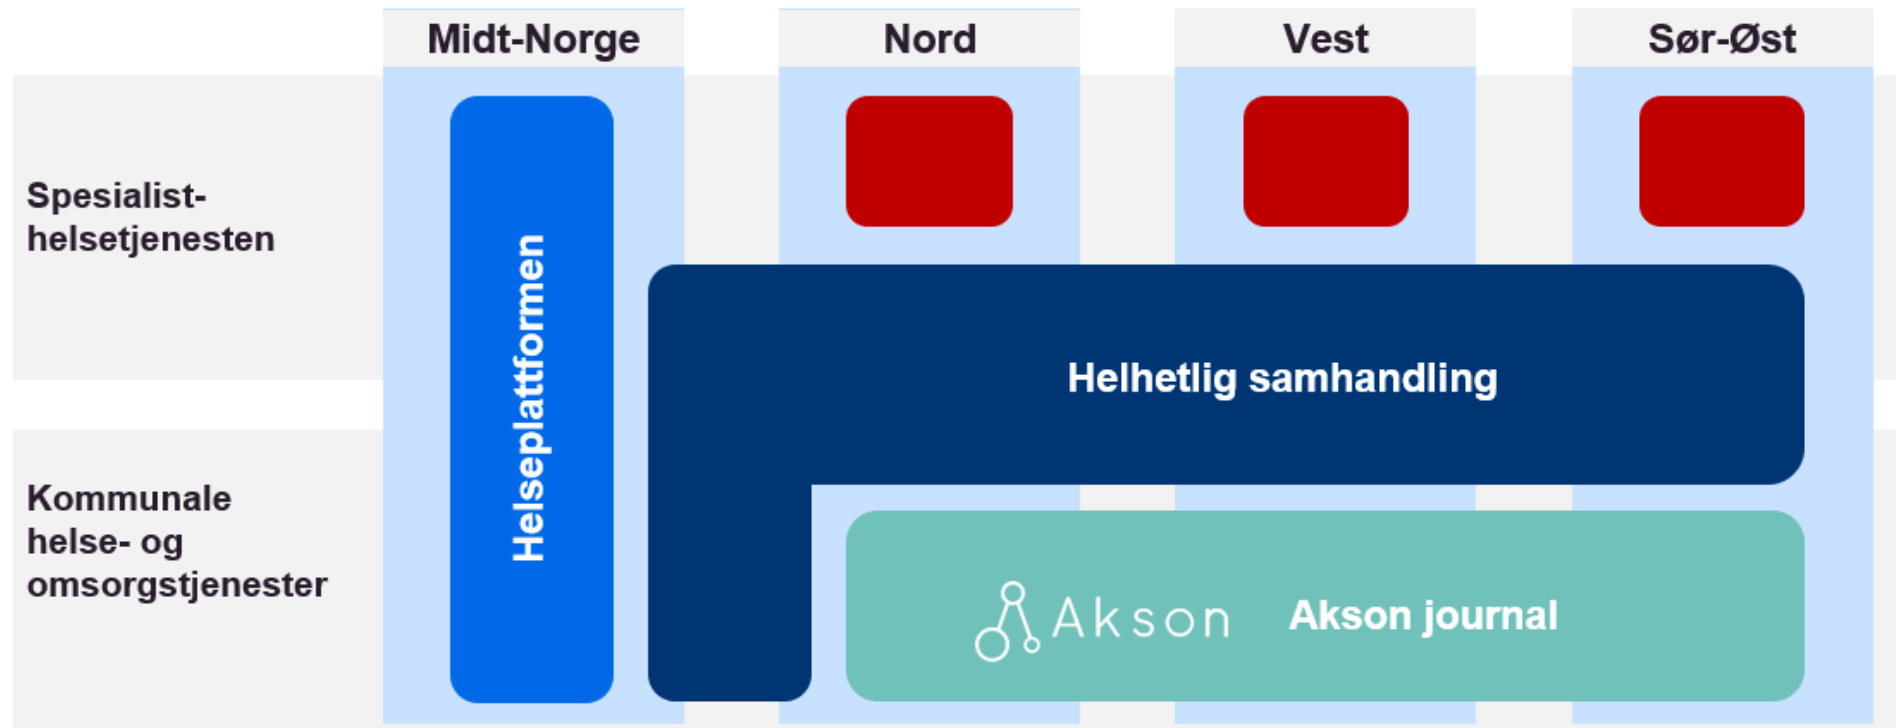 Midt-Norge
Nord
Vest
Sør-Øst
Spesialist-
helsetjenesten
Helseplattformen
Helhetlig samhandling
Kommunale
helse- og
omsorgstjenester
Akson
Akson journal